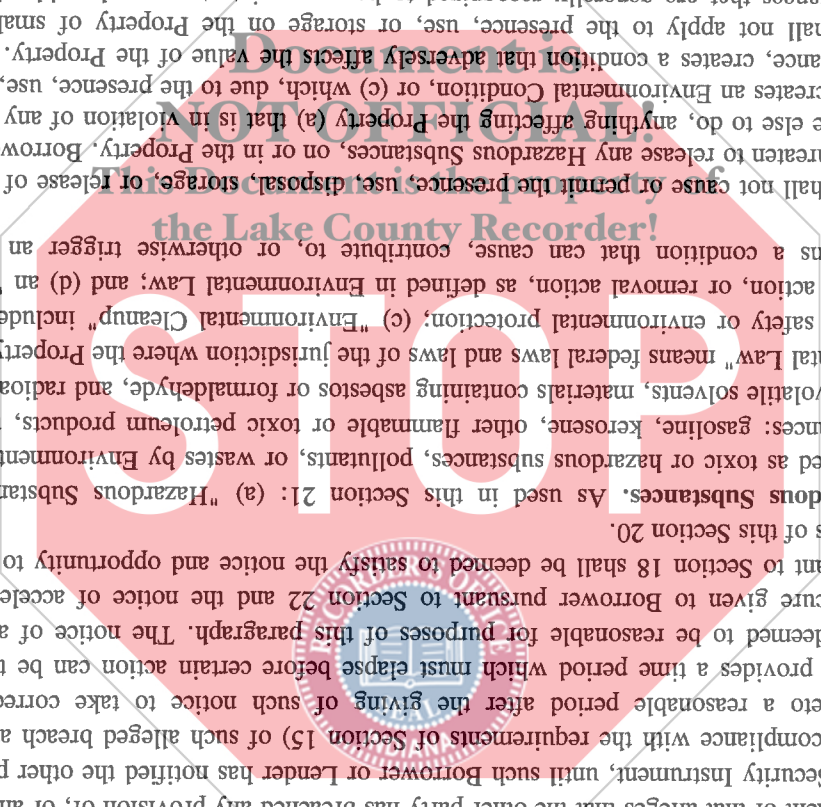 ent or that alleges that the other party has breached any provision of, or an
Security Instrument, until such Borrower or Lender has notified the other p
compliance with the requirements of Section 15) of such alleged breach a
eto a reasonable period after the giving of such notice to take correc
provides a time period which must elapse before certain action can be t
deemed to be reasonable for purposes of this paragraph. The notice of a
cure given to Borrower pursuant to Section 22 and the notice of accele
ant to Section 18 shall be deemed to satisfy the notice and opportunity to
s of this Section 20.
dous Substances. As used in this Section 21: (a) "Hazardous Substan
ed as toxic or hazardous substances, pollutants, or wastes by Environment
ances: gasoline, kerosene, other flammable or toxic petroleum products,
volatile solvents, materials containing asbestos or formaldehyde, and radioa
tal Law" means federal laws and laws of the jurisdiction where the Property
safety or environmental protection; (c) "Environmental Cleanup" include
action, or removal action, as defined in Environmental Law; and (d) an "
ns a condition that can cause, contribute to, or otherwise trigger an
hall not cause or permit the presence, use, disposal, storage, or release of
reaten to release any Hazardous Substances, on or in the Property. Borrow
e else to do, anything affecting the Property (a) that is in violation of any
creates an Environmental Condition, or (c) which, due to the presence, use,
ance, creates a condition that adversely affects the value of the Property.
hall not apply to the presence, use, or storage on the Property of smal
Document is
NOT OFFICIAL!
This Document is the property of
the Lake County Recorder!
STOP
RECORDER'S OFFICE
SEAL
INDIANA